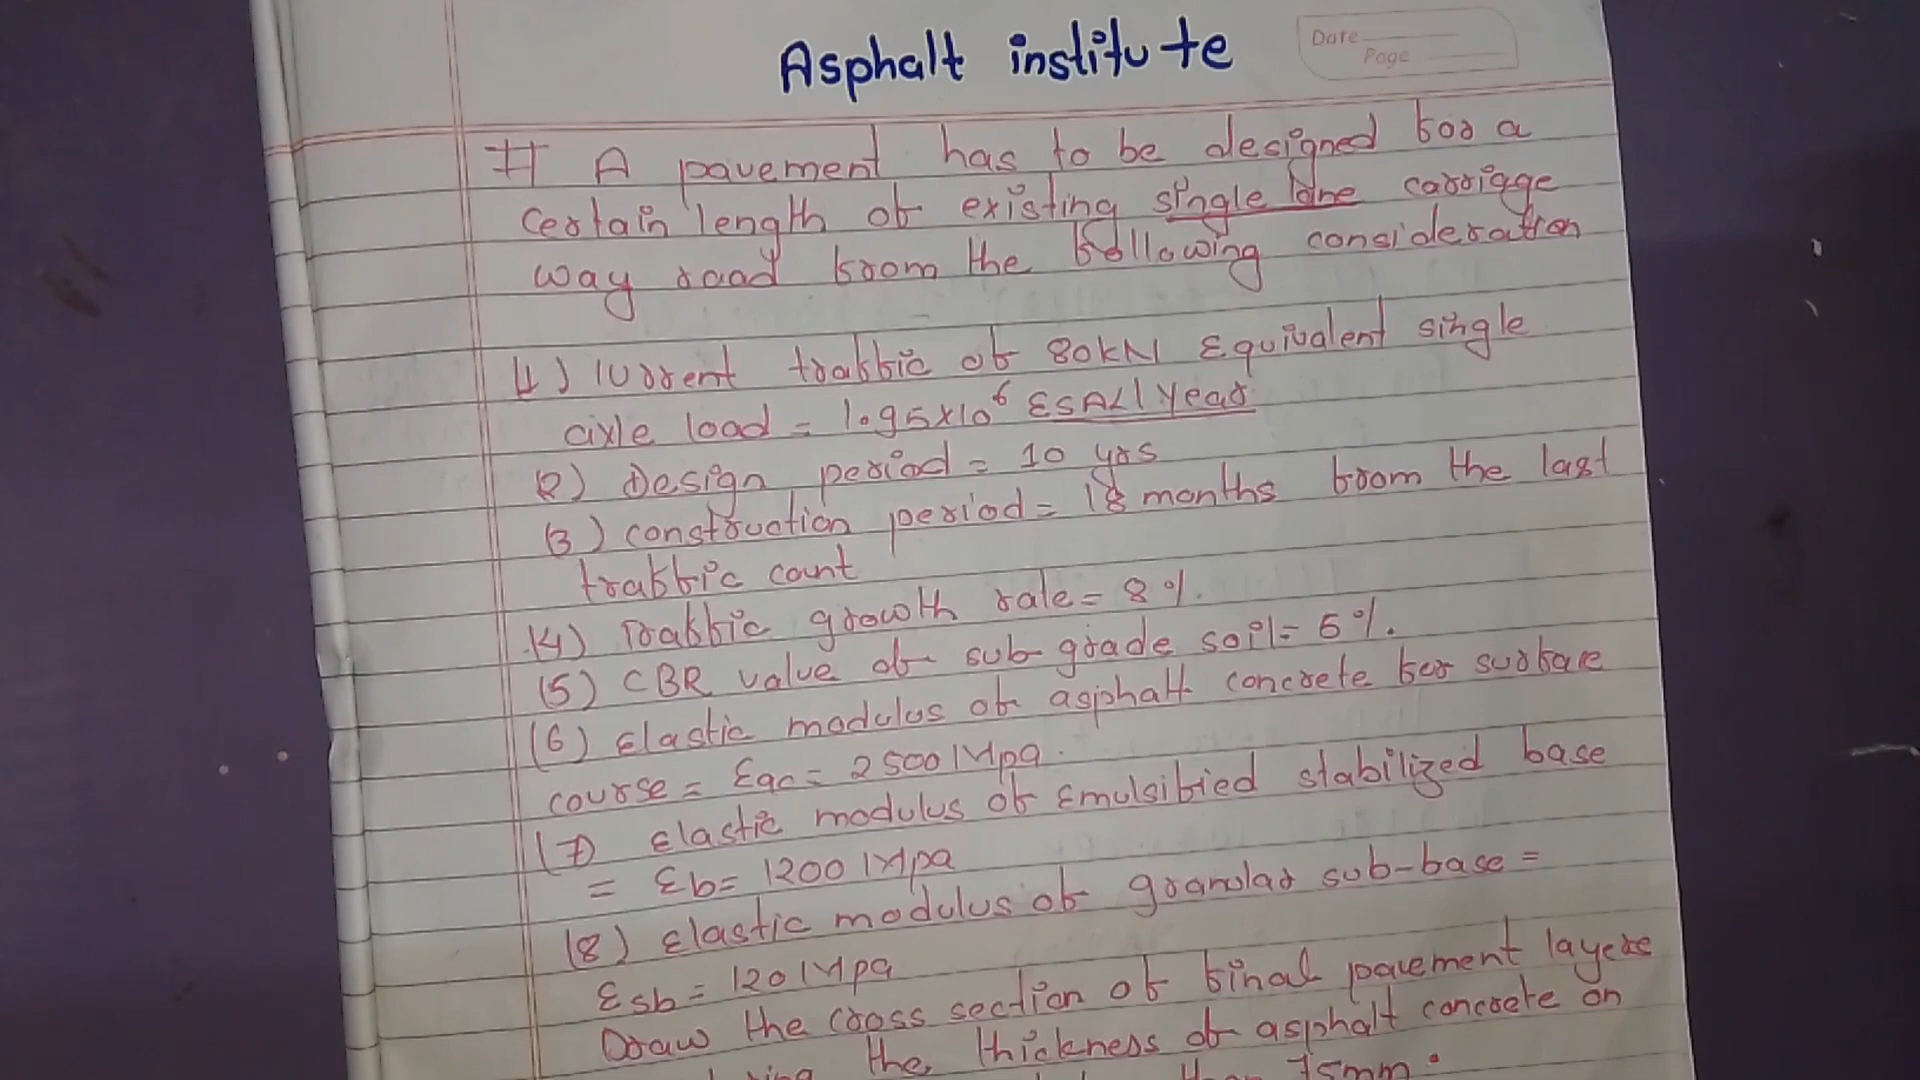 Asphalt institute
Date
Page
# A pavement has to be designed for a
certain length of existing single lane carrigge
way road from the following consideration
1) Current traffic of 80kN Equivalent single
axle load = 1.95x10⁶ ESAL/Year
(2) Design period = 10 yrs
(3) construction period = 18 months from the last
traffic count
(4) Traffic growth rate = 8%.
(5) CBR value of sub grade soil = 5%.
(6) Elastic modulus of asphalt concrete for surface
course = Eac = 2500 Mpa.
(7) Elastic modulus of Emulsified stabilized base
= Eb = 1200 Mpa
(8) Elastic modulus of granular sub-base =
Esb = 120 Mpa
Draw the cross section of final pavement layers
the thickness of asphalt concrete on
75mm.